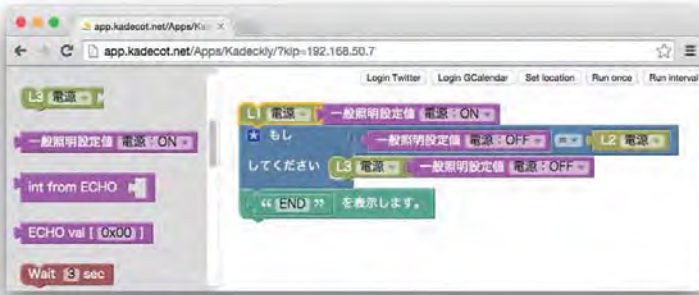 app.kadecot.net/Apps/Kad
app.kadecot.net/Apps/Kadeckly/?kip=192.168.50.7
Login Twitter Login GCalendar Set location Run once Run interval
L3 電源
一般照明設定値 電源:ON
int from ECHO
ECHO val [ 0x00 ]
Wait 3 sec
L1 電源 一般照明設定値 電源:ON
もし 一般照明設定値 電源:OFF = L2 電源
してください L3 電源 一般照明設定値 電源:OFF
“ END ” を表示します。